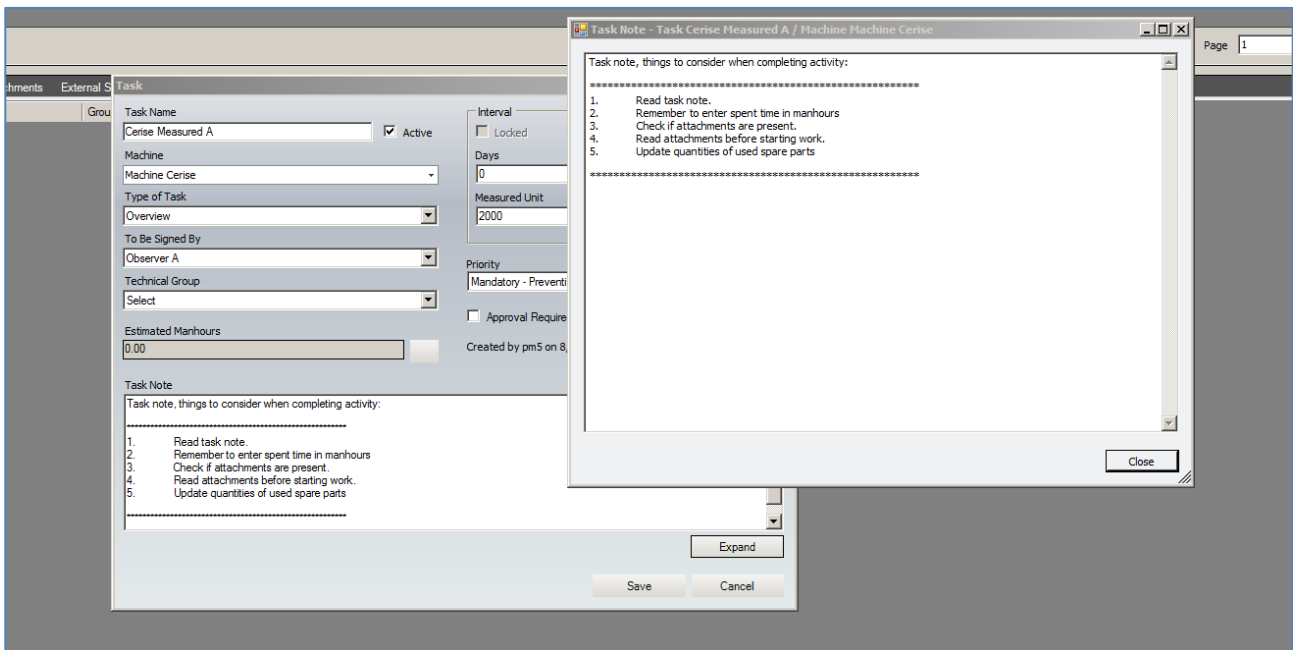 Task Note - Task Cerise Measured A / Machine Machine Cerise
Page 1
Task note, things to consider when completing activity:
********************************************************
1. Read task note.
2. Remember to enter spent time in manhours
3. Check if attachments are present.
4. Read attachments before starting work.
5. Update quantities of used spare parts
********************************************************
Close
External S
Grou
Task
Task Name
Cerise Measured A
Active
Machine
Machine Cerise
Type of Task
Overview
To Be Signed By
Observer A
Technical Group
Select
Estimated Manhours
0.00
Interval
Locked
Days
0
Measured Unit
2000
Priority
Mandatory - Preventi
Approval Require
Created by pm5 on 8,
Task Note
Task note, things to consider when completing activity:
********************************************************
1. Read task note.
2. Remember to enter spent time in manhours
3. Check if attachments are present.
4. Read attachments before starting work.
5. Update quantities of used spare parts
********************************************************
Expand
Save Cancel